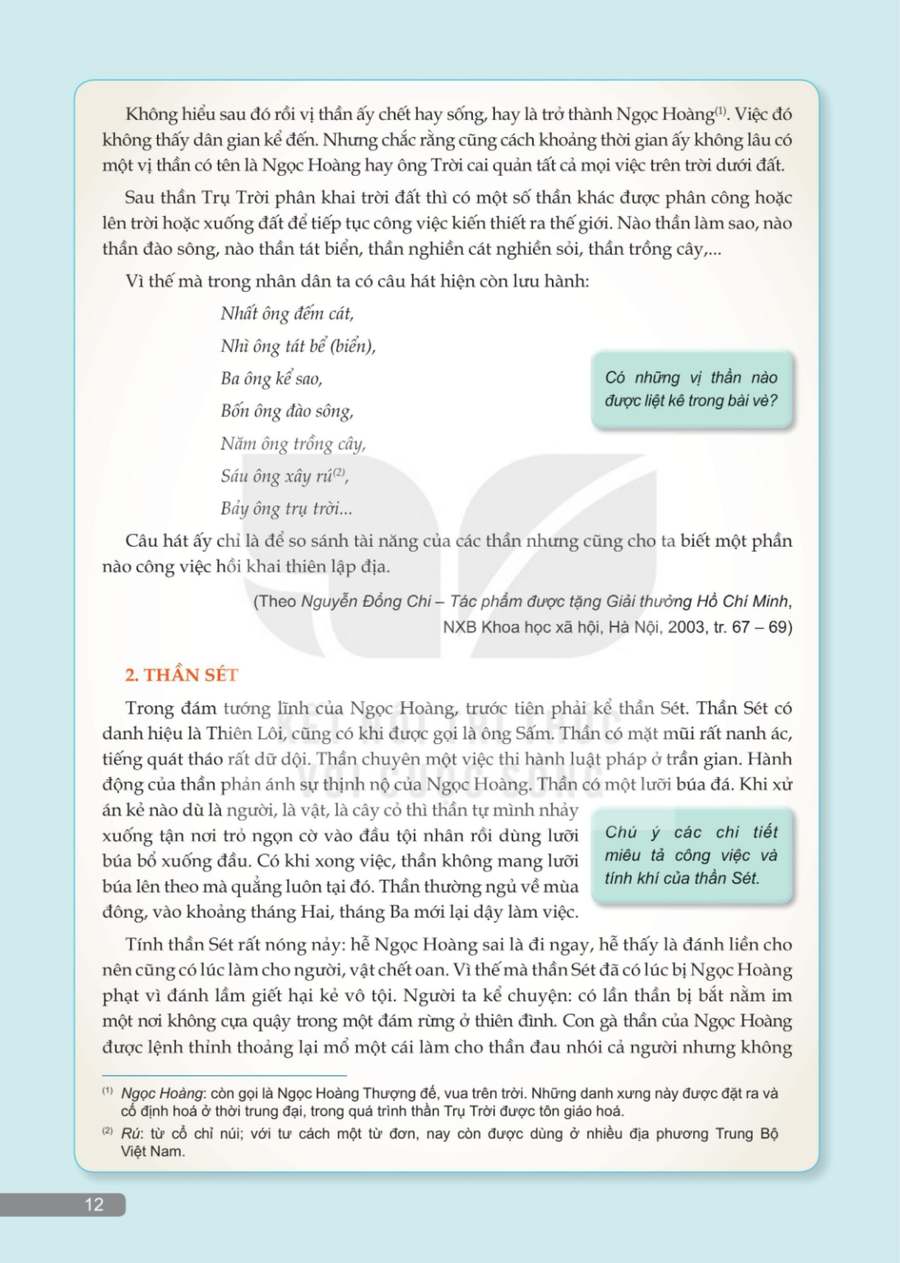 Không hiểu sau đó rồi vị thần ấy chết hay sống, hay là trở thành Ngọc Hoàng(1). Việc đó
không thấy dân gian kể đến. Nhưng chắc rằng cũng cách khoảng thời gian ấy không lâu có
một vị thần có tên là Ngọc Hoàng hay ông Trời cai quản tất cả mọi việc trên trời dưới đất.
Sau thần Trụ Trời phân khai trời đất thì có một số thần khác được phân công hoặc
lên trời hoặc xuống đất để tiếp tục công việc kiến thiết ra thế giới. Nào thần làm sao, nào
thần đào sông, nào thần tát biển, thần nghiền cát nghiền sỏi, thần trồng cây,...
Vì thế mà trong nhân dân ta có câu hát hiện còn lưu hành:
Nhất ông đếm cát,
Nhì ông tát bể (biển),
Ba ông kể sao,
Bốn ông đào sông,
Năm ông trồng cây,
Sáu ông xây rú(2),
Bảy ông trụ trời...
Có những vị thần nào
được liệt kê trong bài vè?
Câu hát ấy chỉ là để so sánh tài năng của các thần nhưng cũng cho ta biết một phần
nào công việc hồi khai thiên lập địa.
(Theo Nguyễn Đổng Chi – Tác phẩm được tặng Giải thưởng Hồ Chí Minh,
NXB Khoa học xã hội, Hà Nội, 2003, tr. 67 – 69)
2. THẦN SÉT
Trong đám tướng lĩnh của Ngọc Hoàng, trước tiên phải kể thần Sét. Thần Sét có
danh hiệu là Thiên Lôi, cũng có khi được gọi là ông Sấm. Thần có mặt mũi rất nanh ác,
tiếng quát tháo rất dữ dội. Thần chuyên một việc thi hành luật pháp ở trần gian. Hành
động của thần phản ánh sự thịnh nộ của Ngọc Hoàng. Thần có một lưỡi búa đá. Khi xử
án kẻ nào dù là người, là vật, là cây cỏ thì thần tự mình nhảy
xuống tận nơi trỏ ngọn cờ vào đầu tội nhân rồi dùng lưỡi
búa bổ xuống đầu. Có khi xong việc, thần không mang lưỡi
búa lên theo mà quẳng luôn tại đó. Thần thường ngủ về mùa
đông, vào khoảng tháng Hai, tháng Ba mới lại dậy làm việc.
Chú ý các chi tiết
miêu tả công việc và
tính khí của thần Sét.
Tính thần Sét rất nóng nảy: hễ Ngọc Hoàng sai là đi ngay, hễ thấy là đánh liền cho
nên cũng có lúc làm cho người, vật chết oan. Vì thế mà thần Sét đã có lúc bị Ngọc Hoàng
phạt vì đánh lầm giết hại kẻ vô tội. Người ta kể chuyện: có lần thần bị bắt nằm im
một nơi không cựa quậy trong một đám rừng ở thiên đình. Con gà thần của Ngọc Hoàng
được lệnh thỉnh thoảng lại mổ một cái làm cho thần đau nhói cả người nhưng không
(1) Ngọc Hoàng: còn gọi là Ngọc Hoàng Thượng đế, vua trên trời. Những danh xưng này được đặt ra và
cố định hoá ở thời trung đại, trong quá trình thần Trụ Trời được tôn giáo hoá.
(2) Rú: từ cổ chỉ núi; với tư cách một từ đơn, nay còn được dùng ở nhiều địa phương Trung Bộ
Việt Nam.
12
KẾT NỐI TRI THỨC
VỚI CUỘC SỐNG